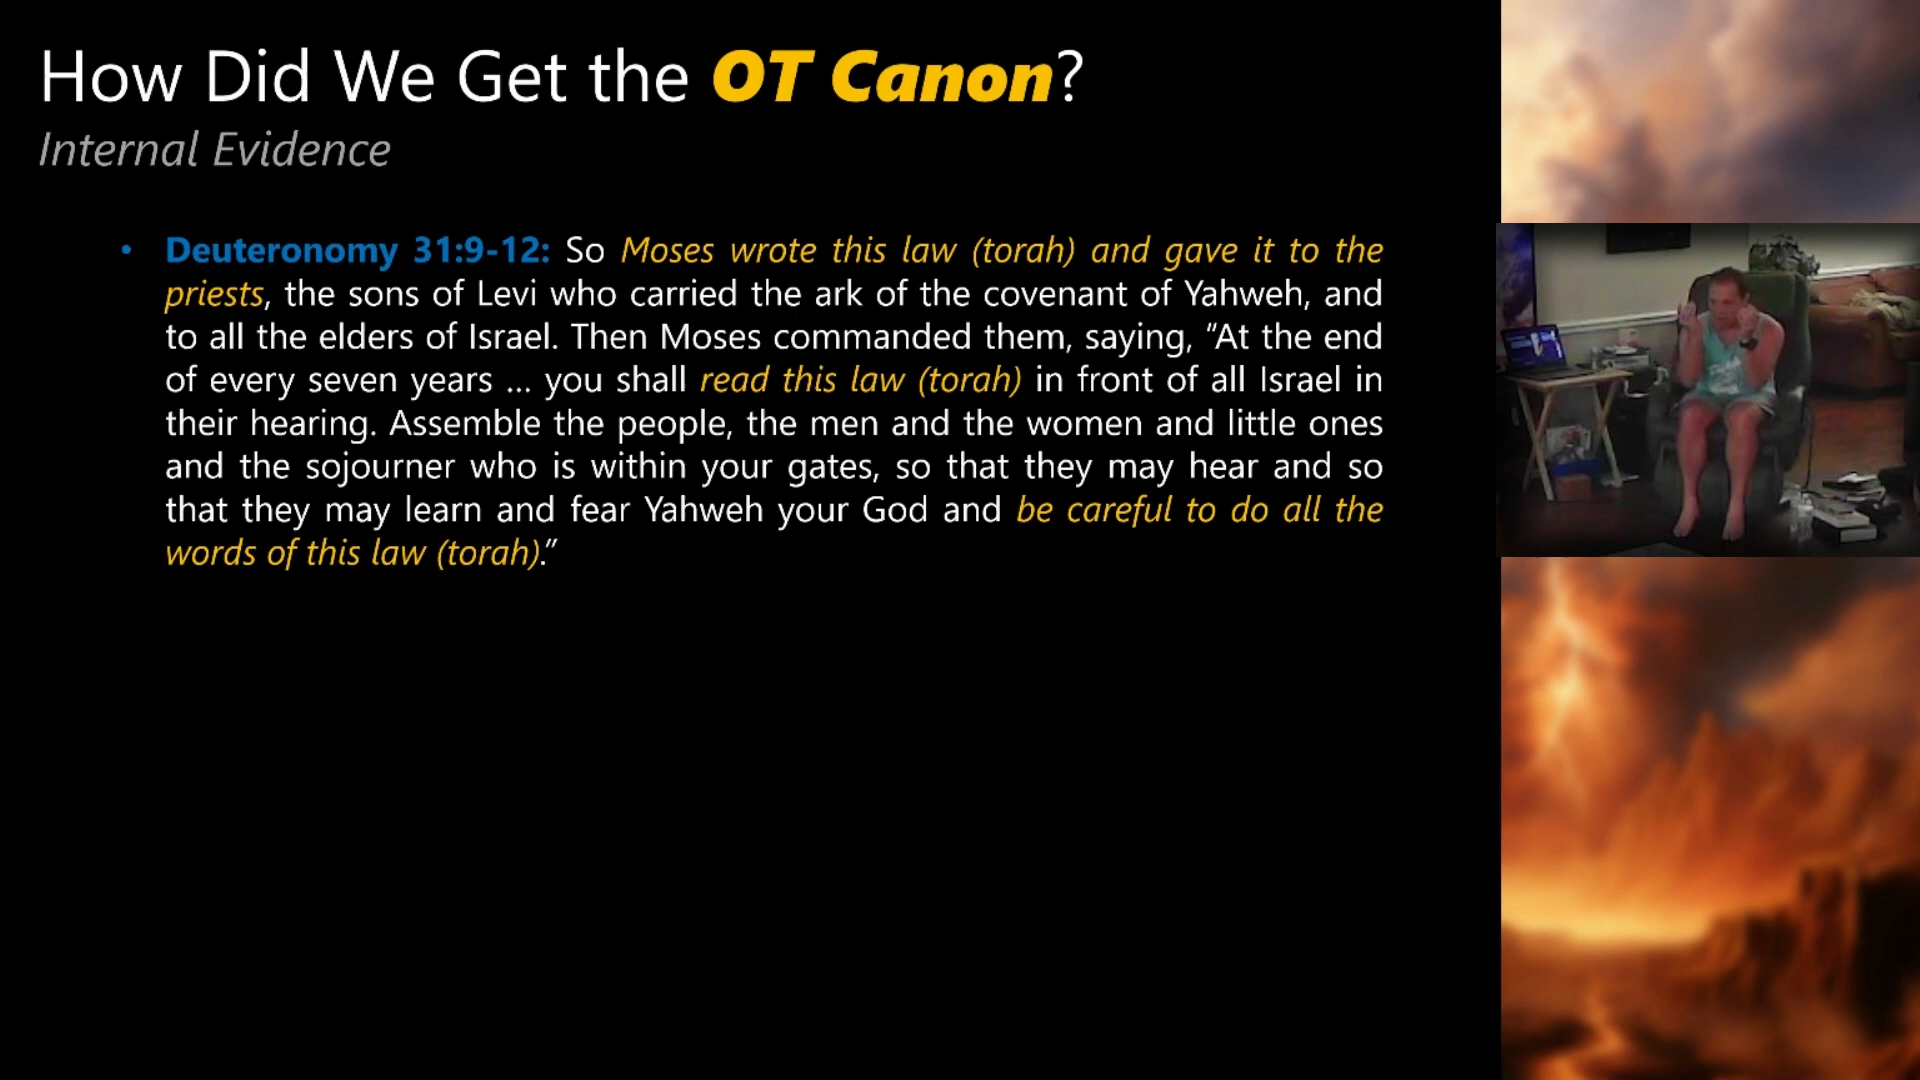 How Did We Get the OT Canon?
Internal Evidence
• Deuteronomy 31:9-12: So Moses wrote this law (torah) and gave it to the
priests, the sons of Levi who carried the ark of the covenant of Yahweh, and
to all the elders of Israel. Then Moses commanded them, saying, “At the end
of every seven years … you shall read this law (torah) in front of all Israel in
their hearing. Assemble the people, the men and the women and little ones
and the sojourner who is within your gates, so that they may hear and so
that they may learn and fear Yahweh your God and be careful to do all the
words of this law (torah).”